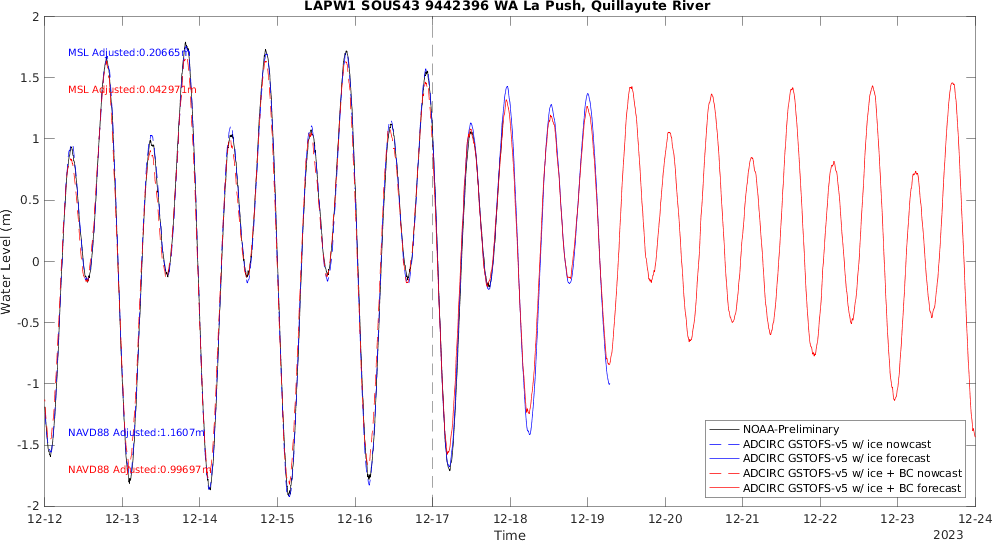 LAPW1 SOUS43 9442396 WA La Push, Quillayute River
2
1.5
1
0.5
0
-0.5
-1
-1.5
-2
Water Level (m)
MSL Adjusted:0.20665m
MSL Adjusted:0.042971m
NAVD88 Adjusted:1.1607m
NAVD88 Adjusted:0.99697m
NOAA-Preliminary
ADCIRC GSTOFS-v5 w/ ice nowcast
ADCIRC GSTOFS-v5 w/ ice forecast
ADCIRC GSTOFS-v5 w/ ice + BC nowcast
ADCIRC GSTOFS-v5 w/ ice + BC forecast
12-12 12-13 12-14 12-15 12-16 12-17 12-18 12-19 12-20 12-21 12-22 12-23 12-24
Time
2023